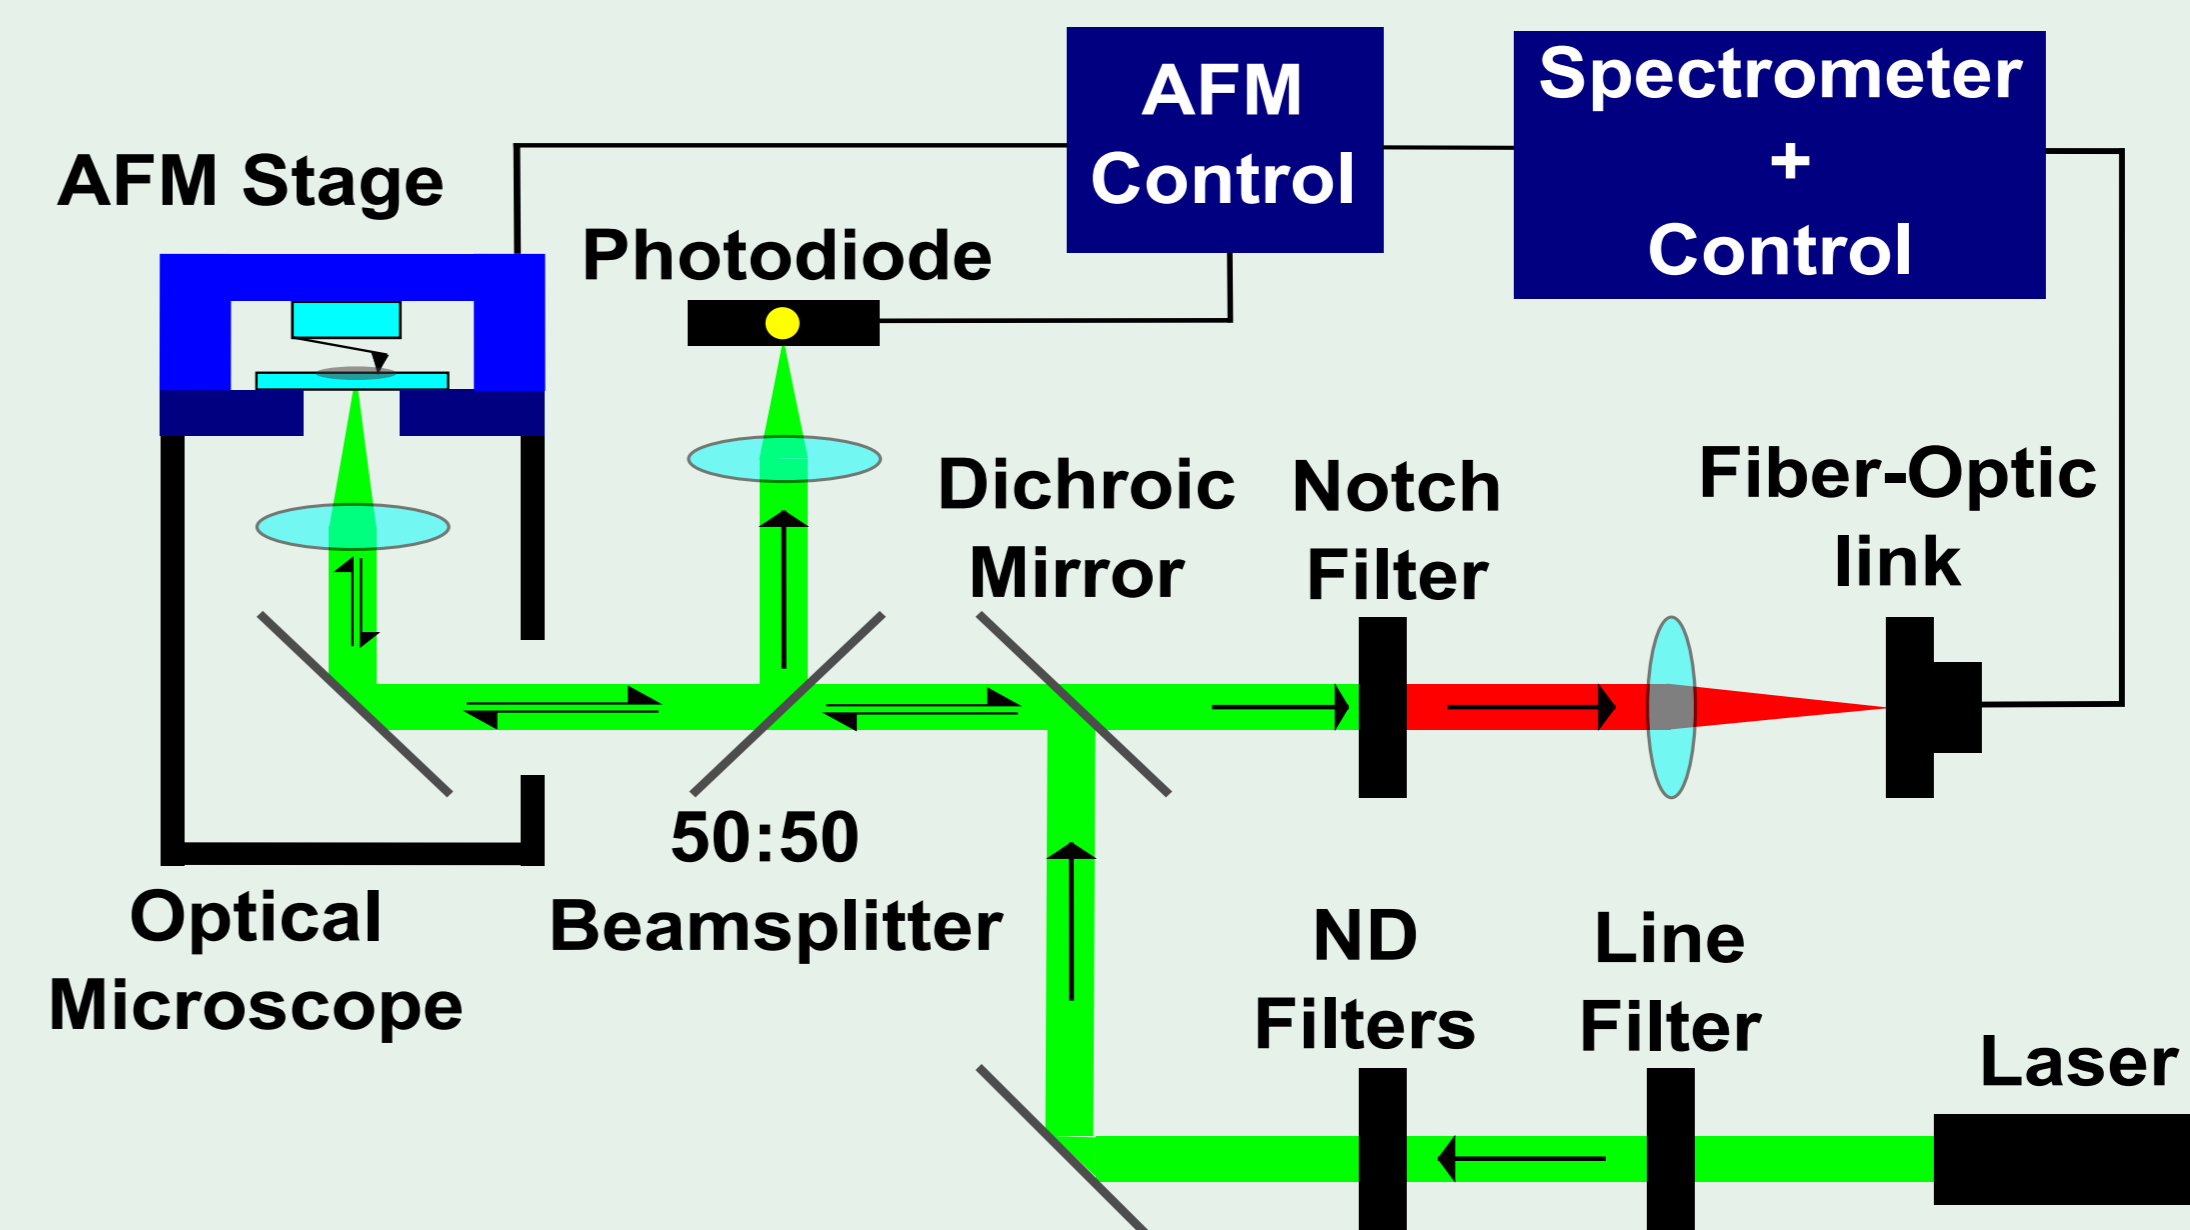 AFM
Control
Spectrometer
+
Control
AFM Stage
Photodiode
Dichroic
Mirror
Notch
Filter
Fiber-Optic
link
50:50
Beamsplitter
Optical
Microscope
ND
Filters
Line
Filter
Laser